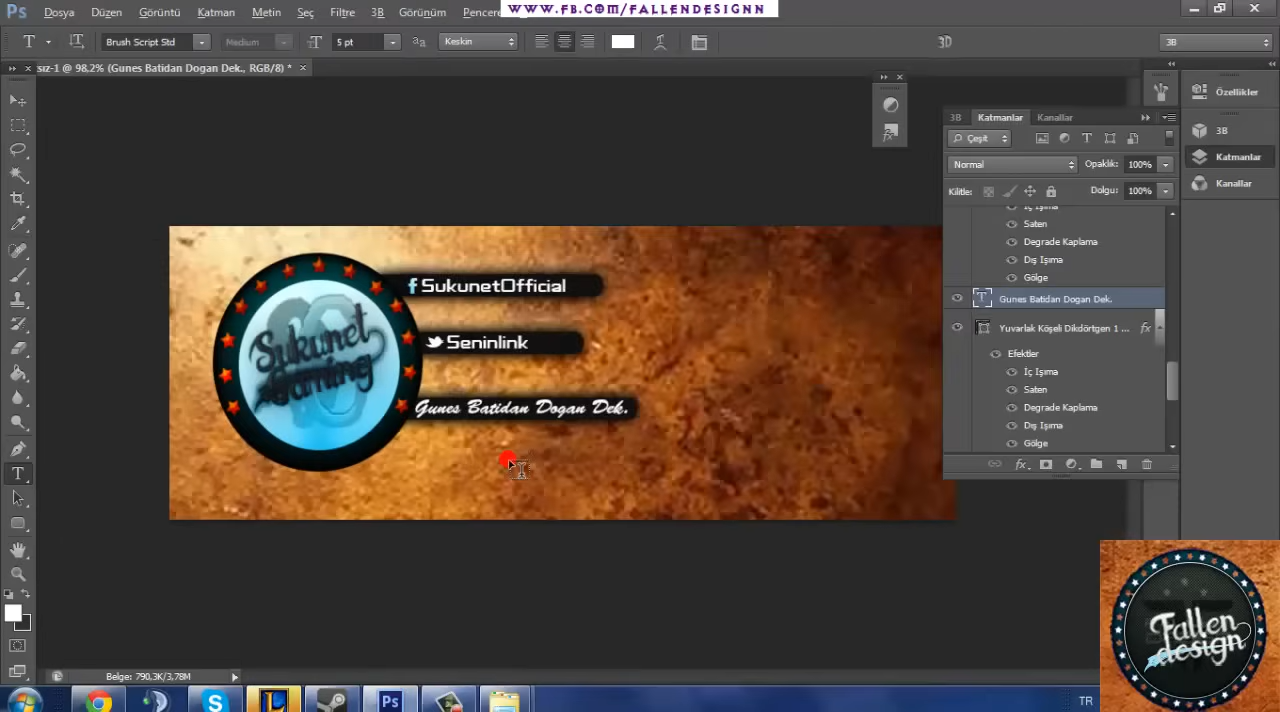 www.fb.com/fallendesignn
Ps Dosya Düzen Görüntü Katman Metin Seç Filtre 3B Görünüm Pencere
T Brush Script Std Medium 5 pt Keskin 3D 3B
sız-1 @ 98,2% (Gunes Batidan Dogan Dek., RGB/8) * ×
3B Katmanlar Kanallar
Çeşit
Normal Opaklık: 100%
Kilitle: Dolgu: 100%
İç Işıma
Saten
Degrade Kaplama
Dış Işıma
Gölge
Gunes Batidan Dogan Dek.
Yuvarlak Köşeli Dikdörtgen 1 ... fx
Efektler
İç Işıma
Saten
Degrade Kaplama
Dış Işıma
Gölge
Özellikler
3B
Katmanlar
Kanallar
SukunetOfficial
Seninlink
Gunes Batidan Dogan Dek.
Sukunet
Gaming
Belge: 790,3K/3,78M
TR
Fallen
design